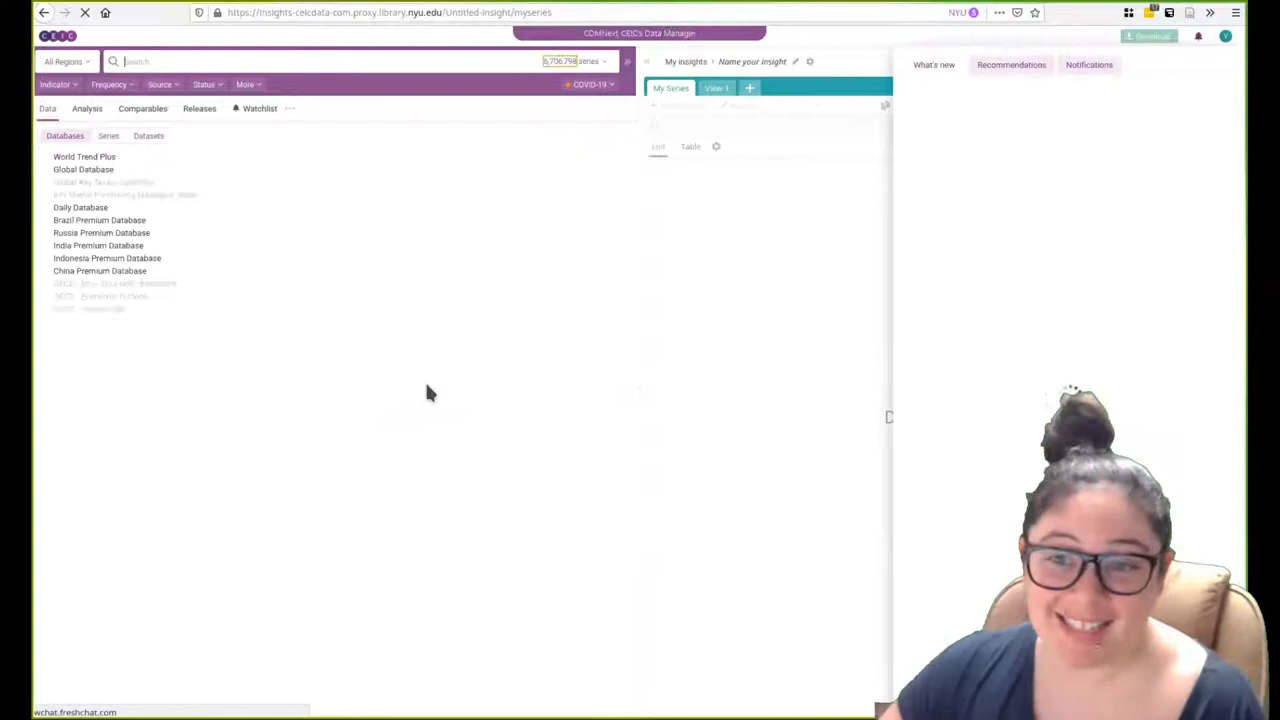 https://insights-ceicdata-com.proxy.library.nyu.edu/Untitled-insight/myseries
NYU
17
CEIC
CDMNext CEIC's Data Manager
Download
V
All Regions
Search
6,706,798 series
My insights
Name your insight
What's new
Recommendations
Notifications
Indicator
Frequency
Source
Status
More
COVID-19
My Series
View 1
+
Data
Analysis
Comparables
Releases
Watchlist
Databases
Series
Datasets
List
Table
World Trend Plus
Global Database
Daily Database
Brazil Premium Database
Russia Premium Database
India Premium Database
Indonesia Premium Database
China Premium Database
D
wchat.freshchat.com